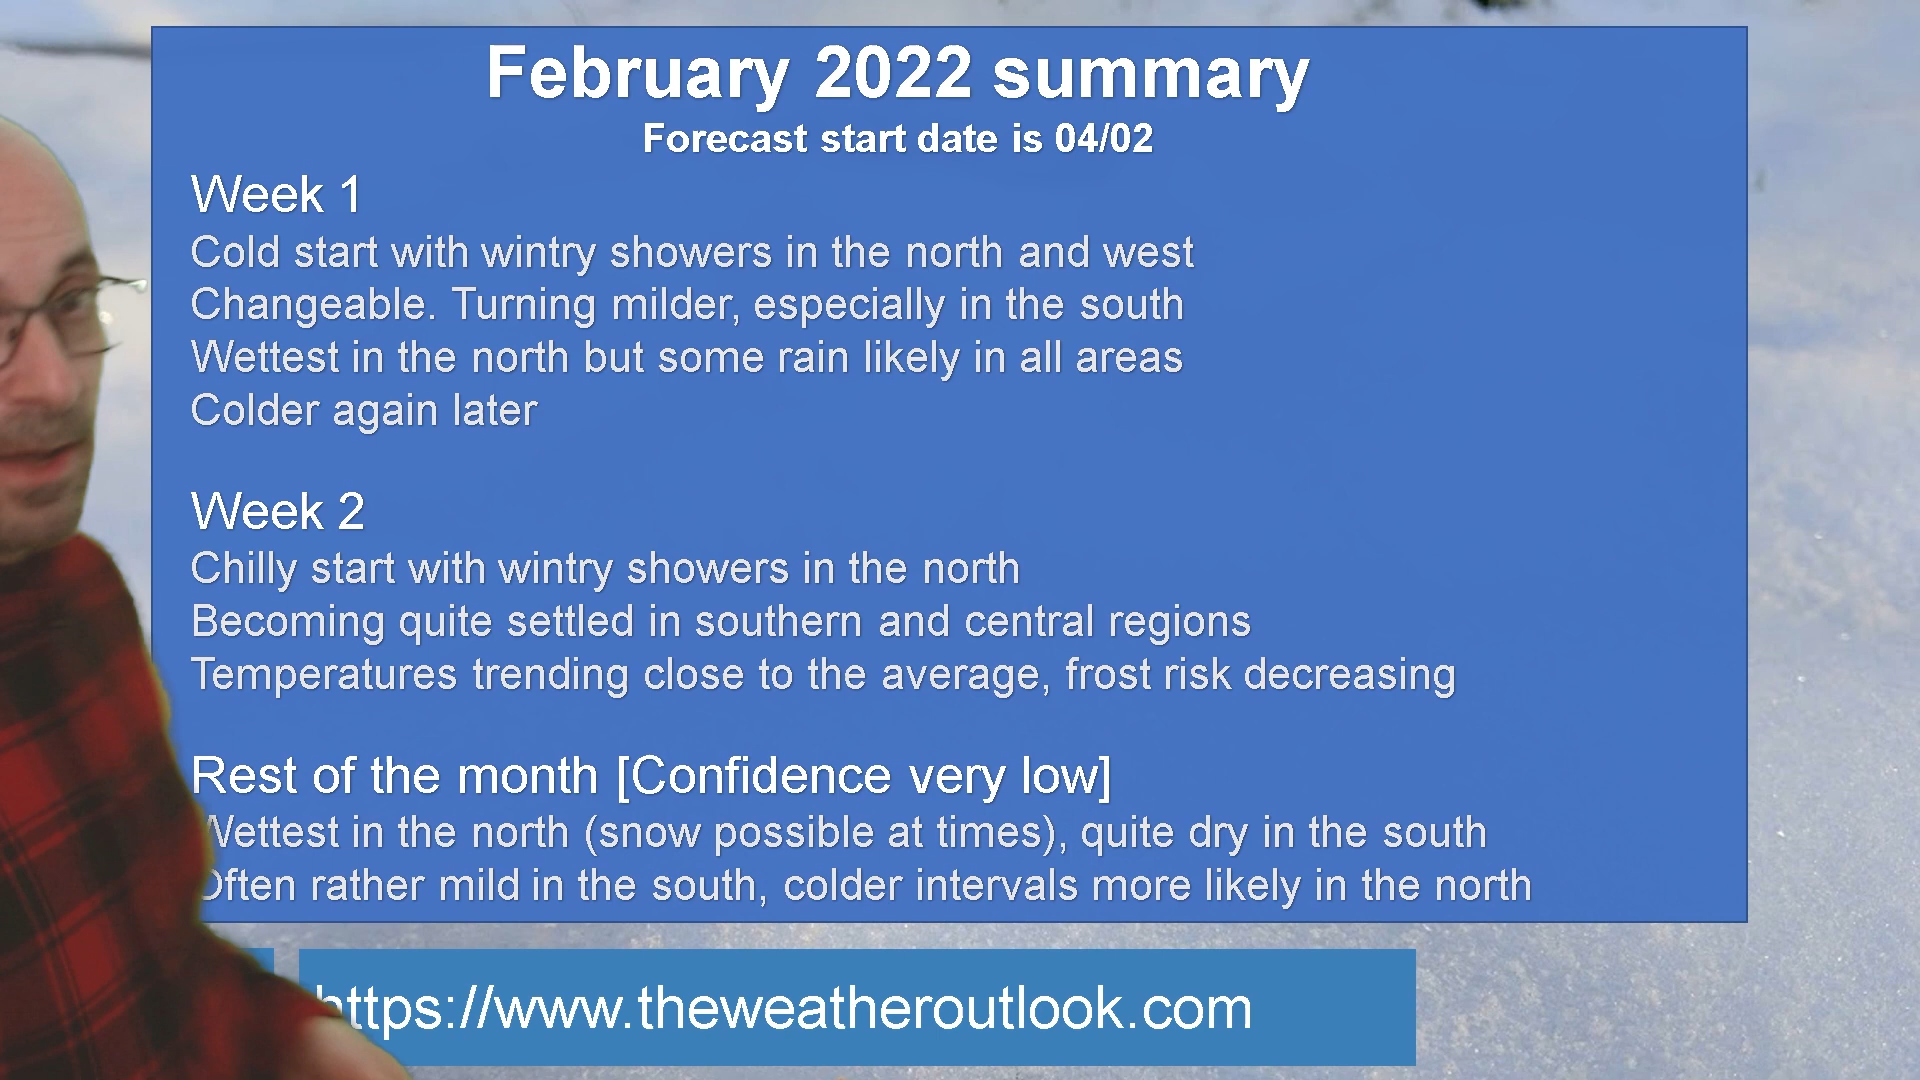 February 2022 summary
Forecast start date is 04/02
Week 1
Cold start with wintry showers in the north and west
Changeable. Turning milder, especially in the south
Wettest in the north but some rain likely in all areas
Colder again later
Week 2
Chilly start with wintry showers in the north
Becoming quite settled in southern and central regions
Temperatures trending close to the average, frost risk decreasing
Rest of the month [Confidence very low]
Wettest in the north (snow possible at times), quite dry in the south
Often rather mild in the south, colder intervals more likely in the north
https://www.theweatheroutlook.com